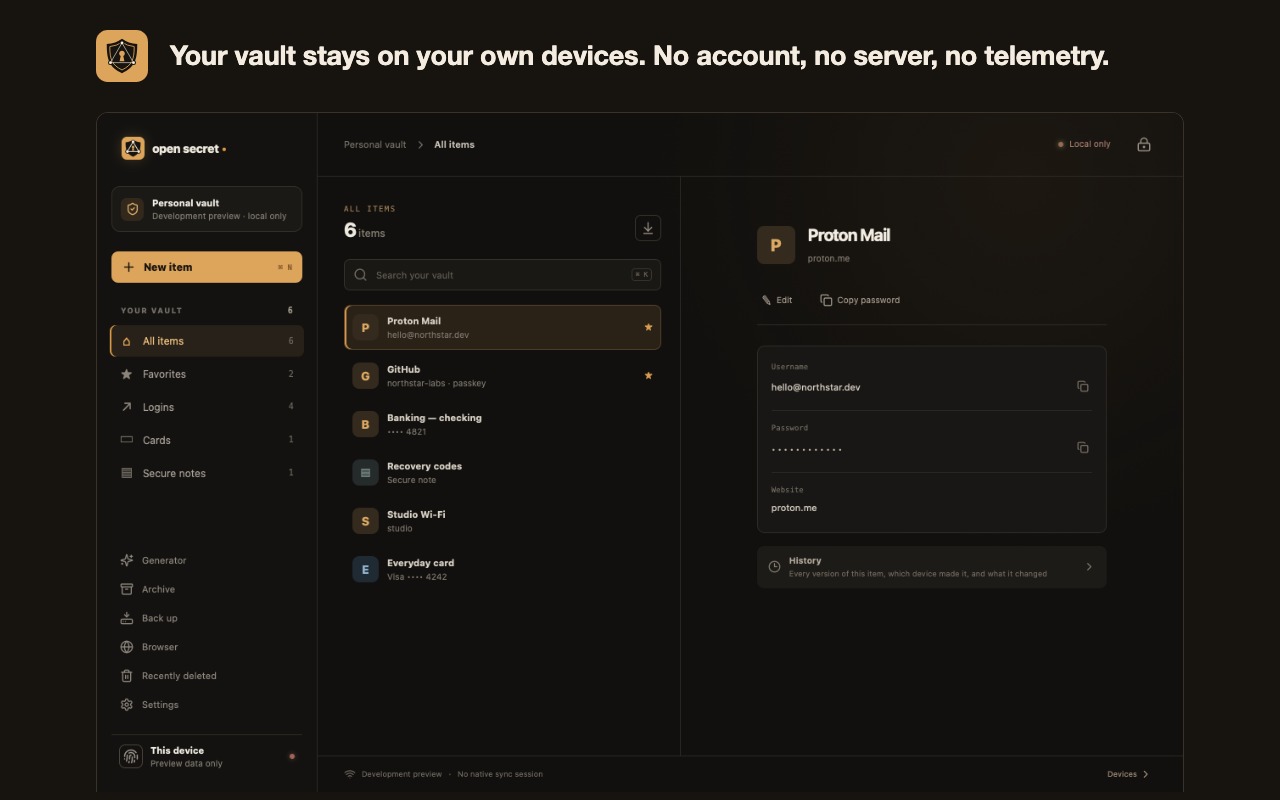 Your vault stays on your own devices. No account, no server, no telemetry.
open secret
Personal vault
Development preview · local only
New item
⌘ N
YOUR VAULT 6
All items 6
Favorites 2
Logins 4
Cards 1
Secure notes 1
Generator
Archive
Back up
Browser
Recently deleted
Settings
This device
Preview data only
Personal vault > All items
Local only
ALL ITEMS
6 items
Search your vault
⌘ K
P
Proton Mail
hello@northstar.dev
G
GitHub
northstar-labs · passkey
B
Banking — checking
•••• 4821
Recovery codes
Secure note
S
Studio Wi-Fi
studio
E
Everyday card
Visa •••• 4242
P
Proton Mail
proton.me
Edit
Copy password
Username
hello@northstar.dev
Password
••••••••••••
Website
proton.me
History
Every version of this item, which device made it, and what it changed
Development preview · No native sync session
Devices